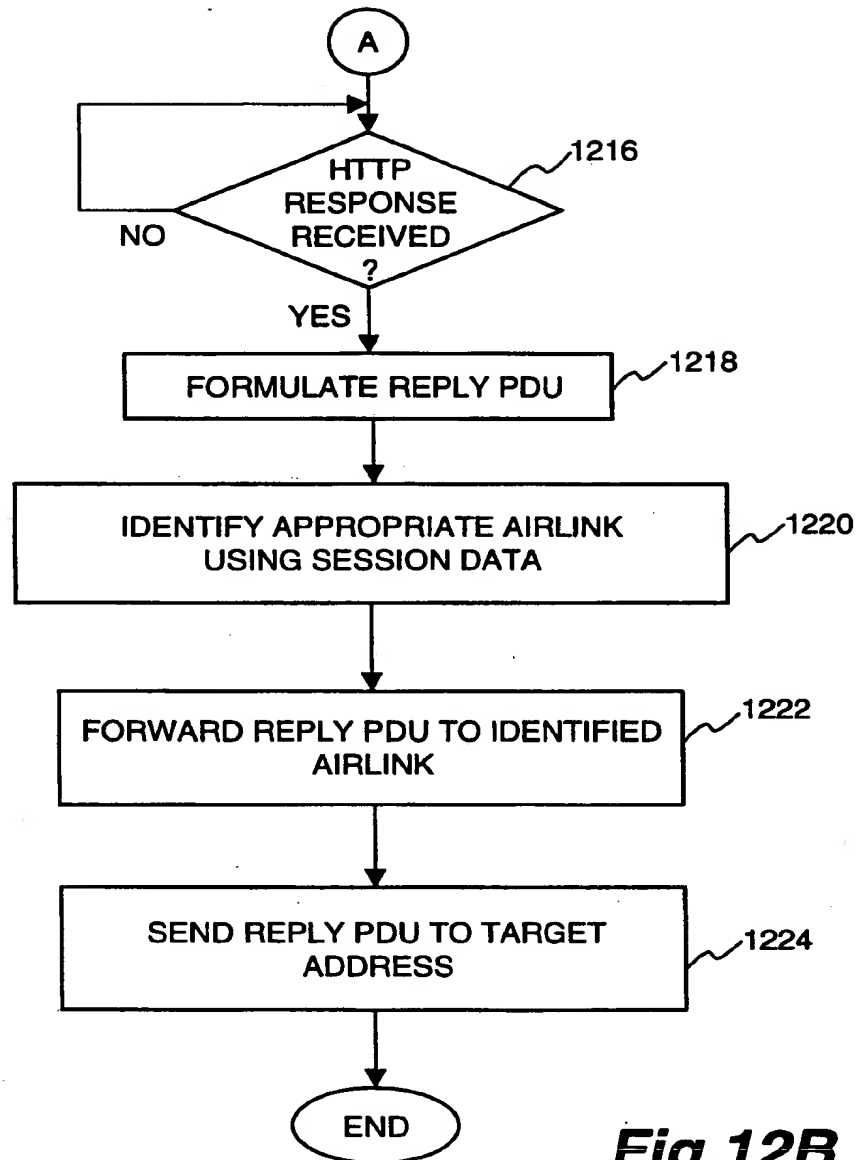 A
HTTP
RESPONSE
RECEIVED
?
1216
NO
YES
FORMULATE REPLY PDU
1218
IDENTIFY APPROPRIATE AIRLINK
USING SESSION DATA
1220
FORWARD REPLY PDU TO IDENTIFIED
AIRLINK
1222
SEND REPLY PDU TO TARGET
ADDRESS
1224
END
Fig 12B